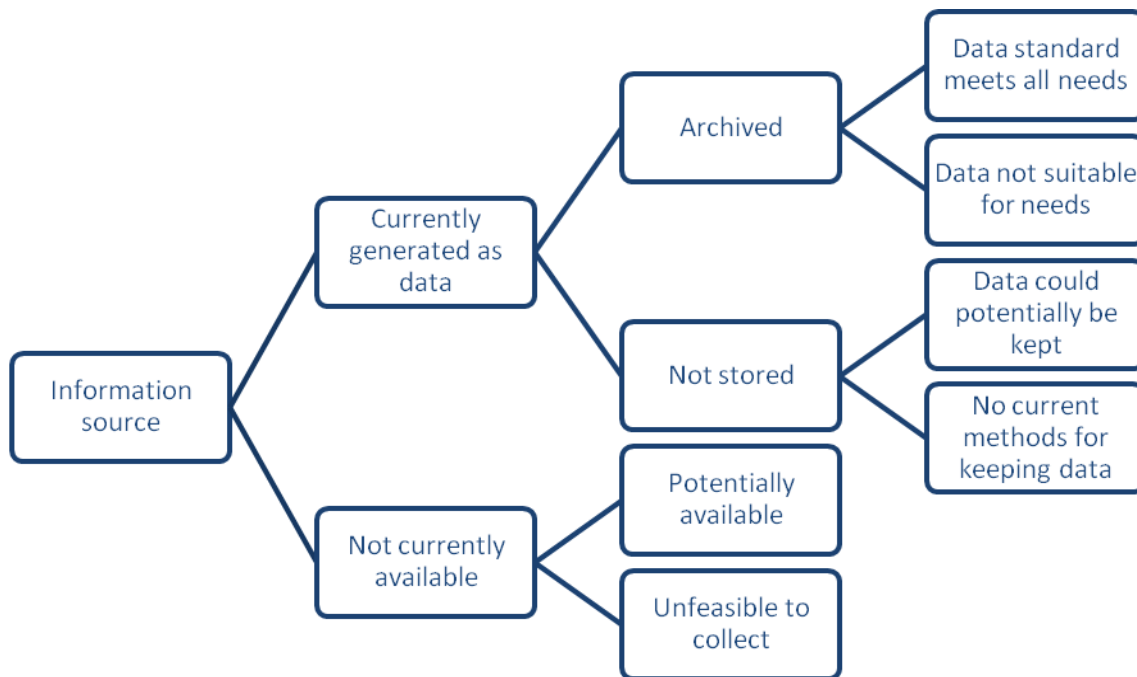 Data standard
meets all needs
Archived
Data not suitable
for needs
Currently
generated as
data
Data could
potentially be
kept
Not stored
Information
source
No current
methods for
keeping data
Potentially
available
Not currently
available
Unfeasible to
collect